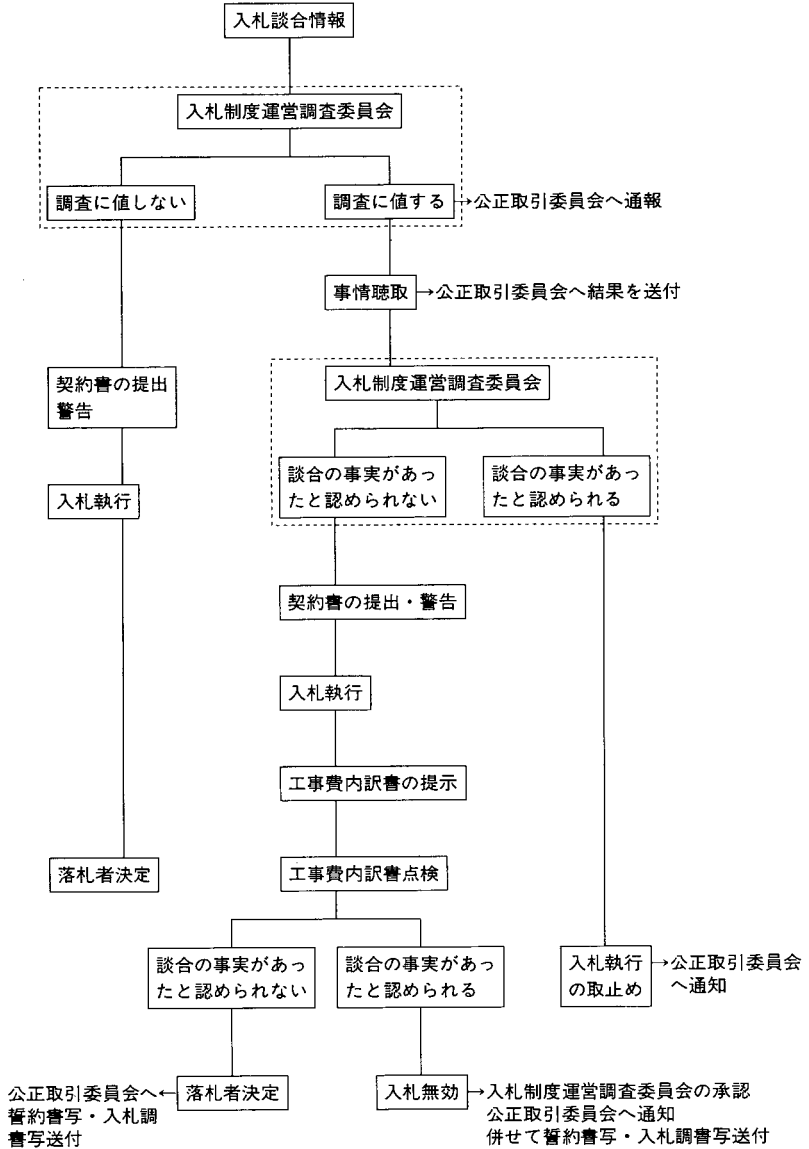 入札談合情報
入札制度運営調査委員会
調査に値しない
調査に値する
→公正取引委員会へ通報
事情聴取
→公正取引委員会へ結果を送付
契約書の提出
警告
入札制度運営調査委員会
談合の事実があっ
たと認められない
談合の事実があっ
たと認められる
入札執行
契約書の提出・警告
入札執行
工事費内訳書の提示
落札者決定
工事費内訳書点検
談合の事実があっ
たと認められない
談合の事実があっ
たと認められる
入札執行
の取止め
→公正取引委員会
へ通知
公正取引委員会へ←
誓約書写・入札調
書写送付
落札者決定
入札無効
→入札制度運営調査委員会の承認
公正取引委員会へ通知
併せて誓約書写・入札調書写送付